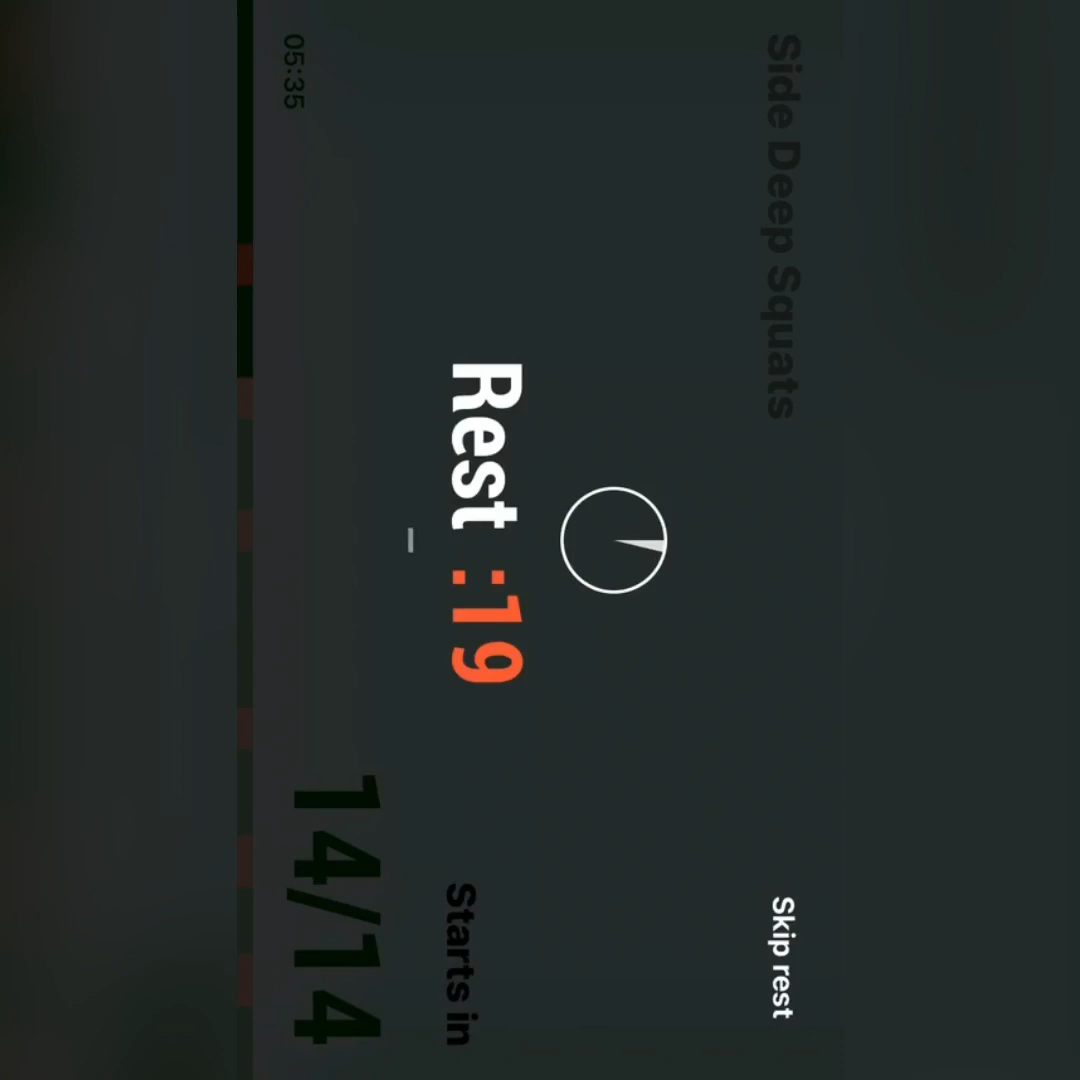 Side Deep Squats
Skip rest
Rest :19
Starts in
05:35
14/14